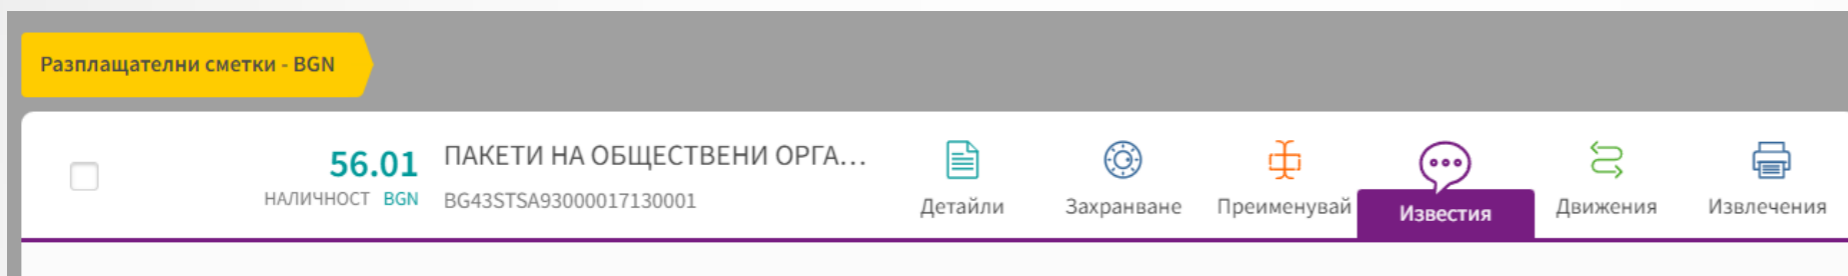 Разплащателни сметки - BGN
56.01
НАЛИЧНОСТ BGN
ПАКЕТИ НА ОБЩЕСТВЕНИ ОРГА...
BG43STSA93000017130001
Детайли
Захранване
Преименувай
Известия
Движения
Извлечения